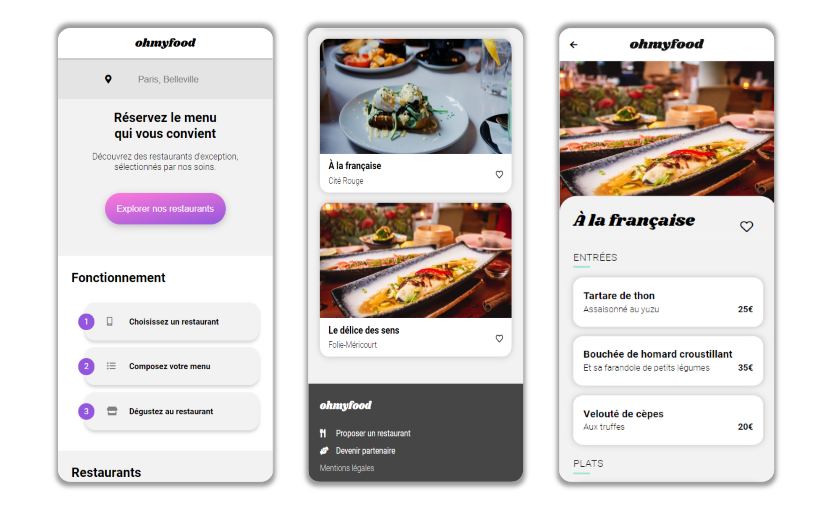 ohmyfood
Paris, Belleville
Réservez le menu
qui vous convient
Découvrez des restaurants d'exception,
sélectionnés par nos soins.
Explorer nos restaurants
Fonctionnement
1 Choisissez un restaurant
2 Composez votre menu
3 Dégustez au restaurant
Restaurants
À la française
Cité Rouge
Le délice des sens
Folie-Méricourt
ohmyfood
Proposer un restaurant
Devenir partenaire
Mentions légales
ohmyfood
À la française
ENTRÉES
Tartare de thon
Assaisonné au yuzu 25€
Bouchée de homard croustillant
Et sa farandole de petits légumes 35€
Velouté de cèpes
Aux truffes 20€
PLATS